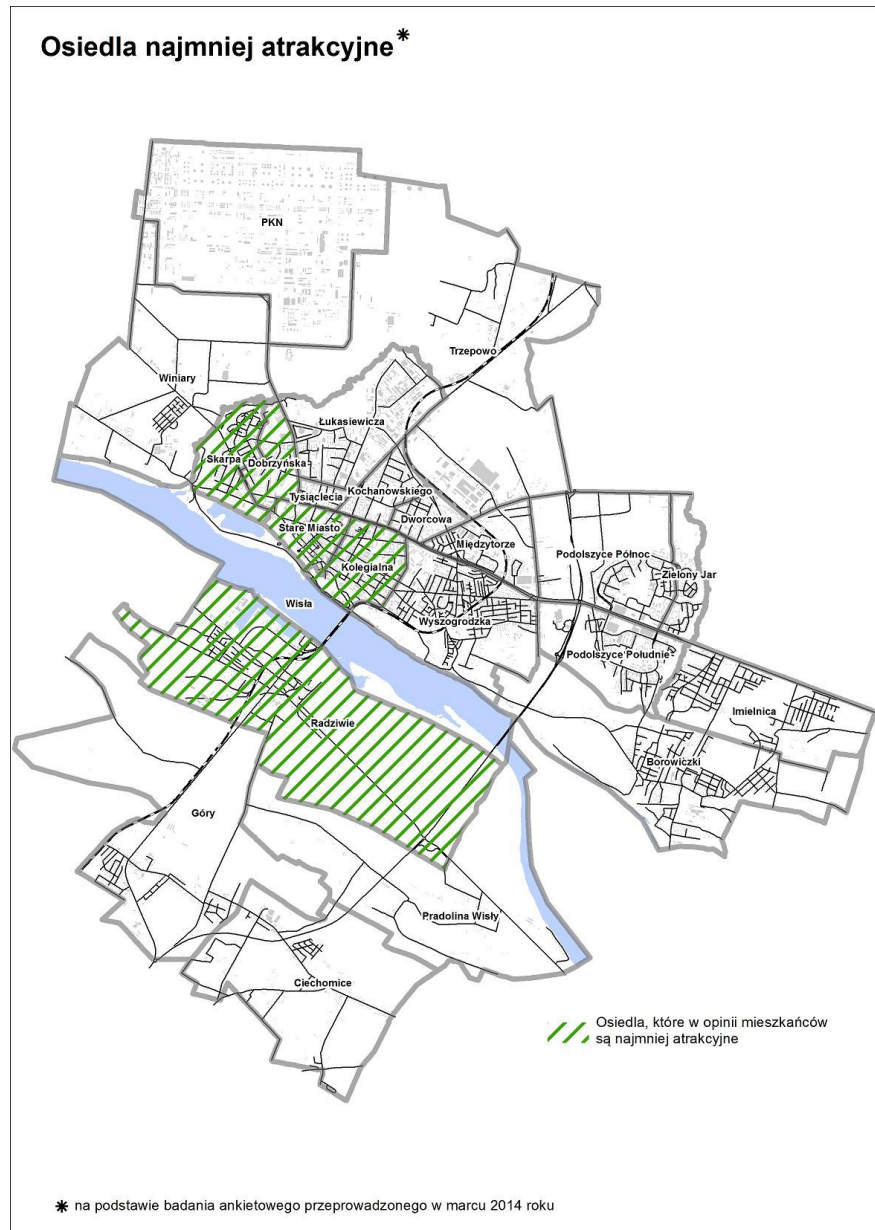 Osiedla najmniej atrakcyjne*
PKN
Trzepowo
Winiary
Łukasiewicza
Skarpa
Dobrzyńska
Tysiąclecia
Kochanowskiego
Stare Miasto
Dworcowa
Międzytorze
Podolszyce Północ
Kolegialna
Zielony Jar
Wisła
Wyszogrodzka
Podolszyce Południe
Imielnica
Radziwie
Borowiczki
Góry
Pradolina Wisły
Ciechomice
Osiedla, które w opinii mieszkańców
są najmniej atrakcyjne
* na podstawie badania ankietowego przeprowadzonego w marcu 2014 roku